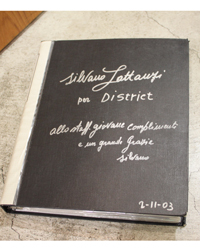 Silvano Lattanzi
per District
allo staff giovane complimenti
e un grande grazie
Silvano
2-11-03